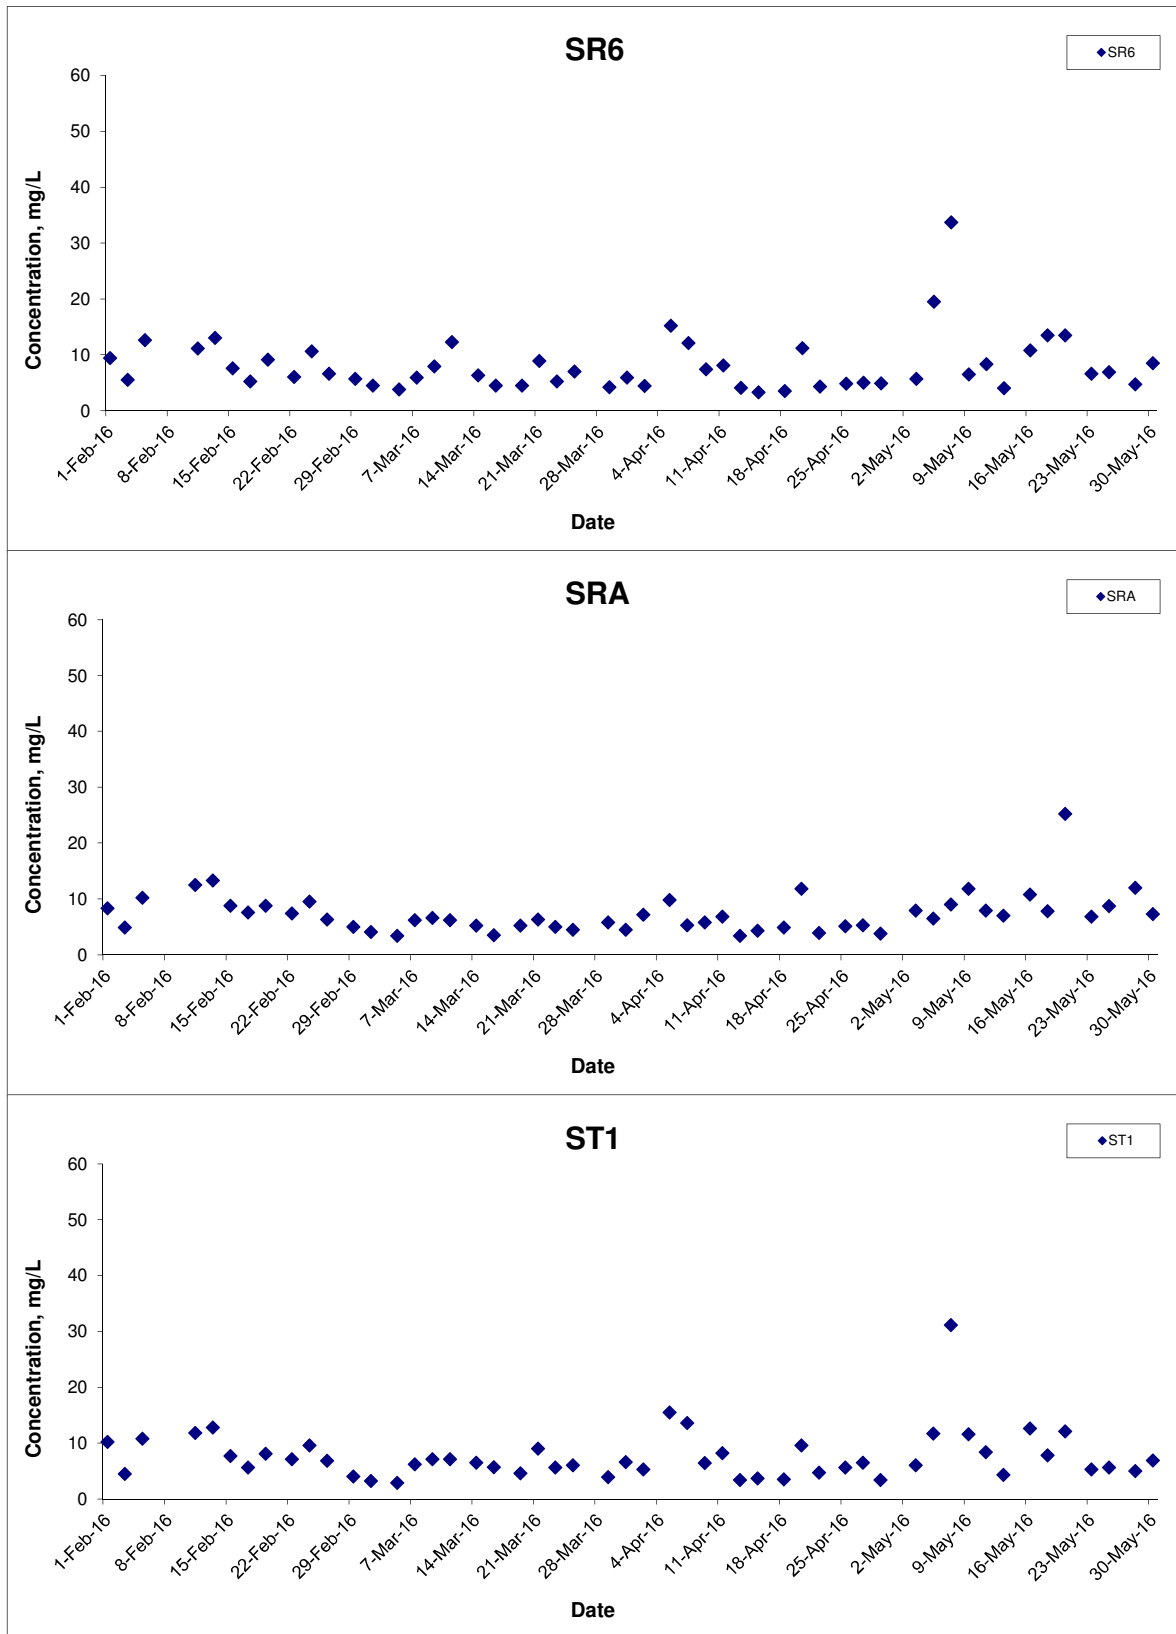 SR6
SR6
60
50
40
30
20
10
0
Concentration, mg/L
1-Feb-16
8-Feb-16
15-Feb-16
22-Feb-16
29-Feb-16
7-Mar-16
14-Mar-16
21-Mar-16
28-Mar-16
4-Apr-16
11-Apr-16
18-Apr-16
25-Apr-16
2-May-16
9-May-16
16-May-16
23-May-16
30-May-16
Date
SRA
SRA
60
50
40
30
20
10
0
Concentration, mg/L
1-Feb-16
8-Feb-16
15-Feb-16
22-Feb-16
29-Feb-16
7-Mar-16
14-Mar-16
21-Mar-16
28-Mar-16
4-Apr-16
11-Apr-16
18-Apr-16
25-Apr-16
2-May-16
9-May-16
16-May-16
23-May-16
30-May-16
Date
ST1
ST1
60
50
40
30
20
10
0
Concentration, mg/L
1-Feb-16
8-Feb-16
15-Feb-16
22-Feb-16
29-Feb-16
7-Mar-16
14-Mar-16
21-Mar-16
28-Mar-16
4-Apr-16
11-Apr-16
18-Apr-16
25-Apr-16
2-May-16
9-May-16
16-May-16
23-May-16
30-May-16
Date